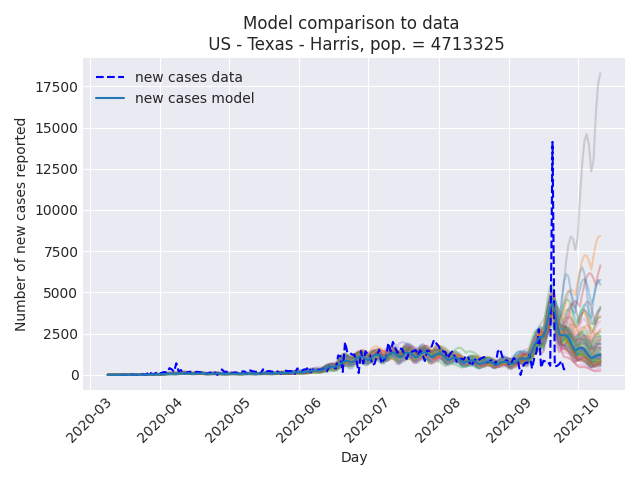 Model comparison to data
US - Texas - Harris, pop. = 4713325
new cases data
new cases model
Number of new cases reported
17500
15000
12500
10000
7500
5000
2500
0
2020-03
2020-04
2020-05
2020-06
2020-07
2020-08
2020-09
2020-10
Day